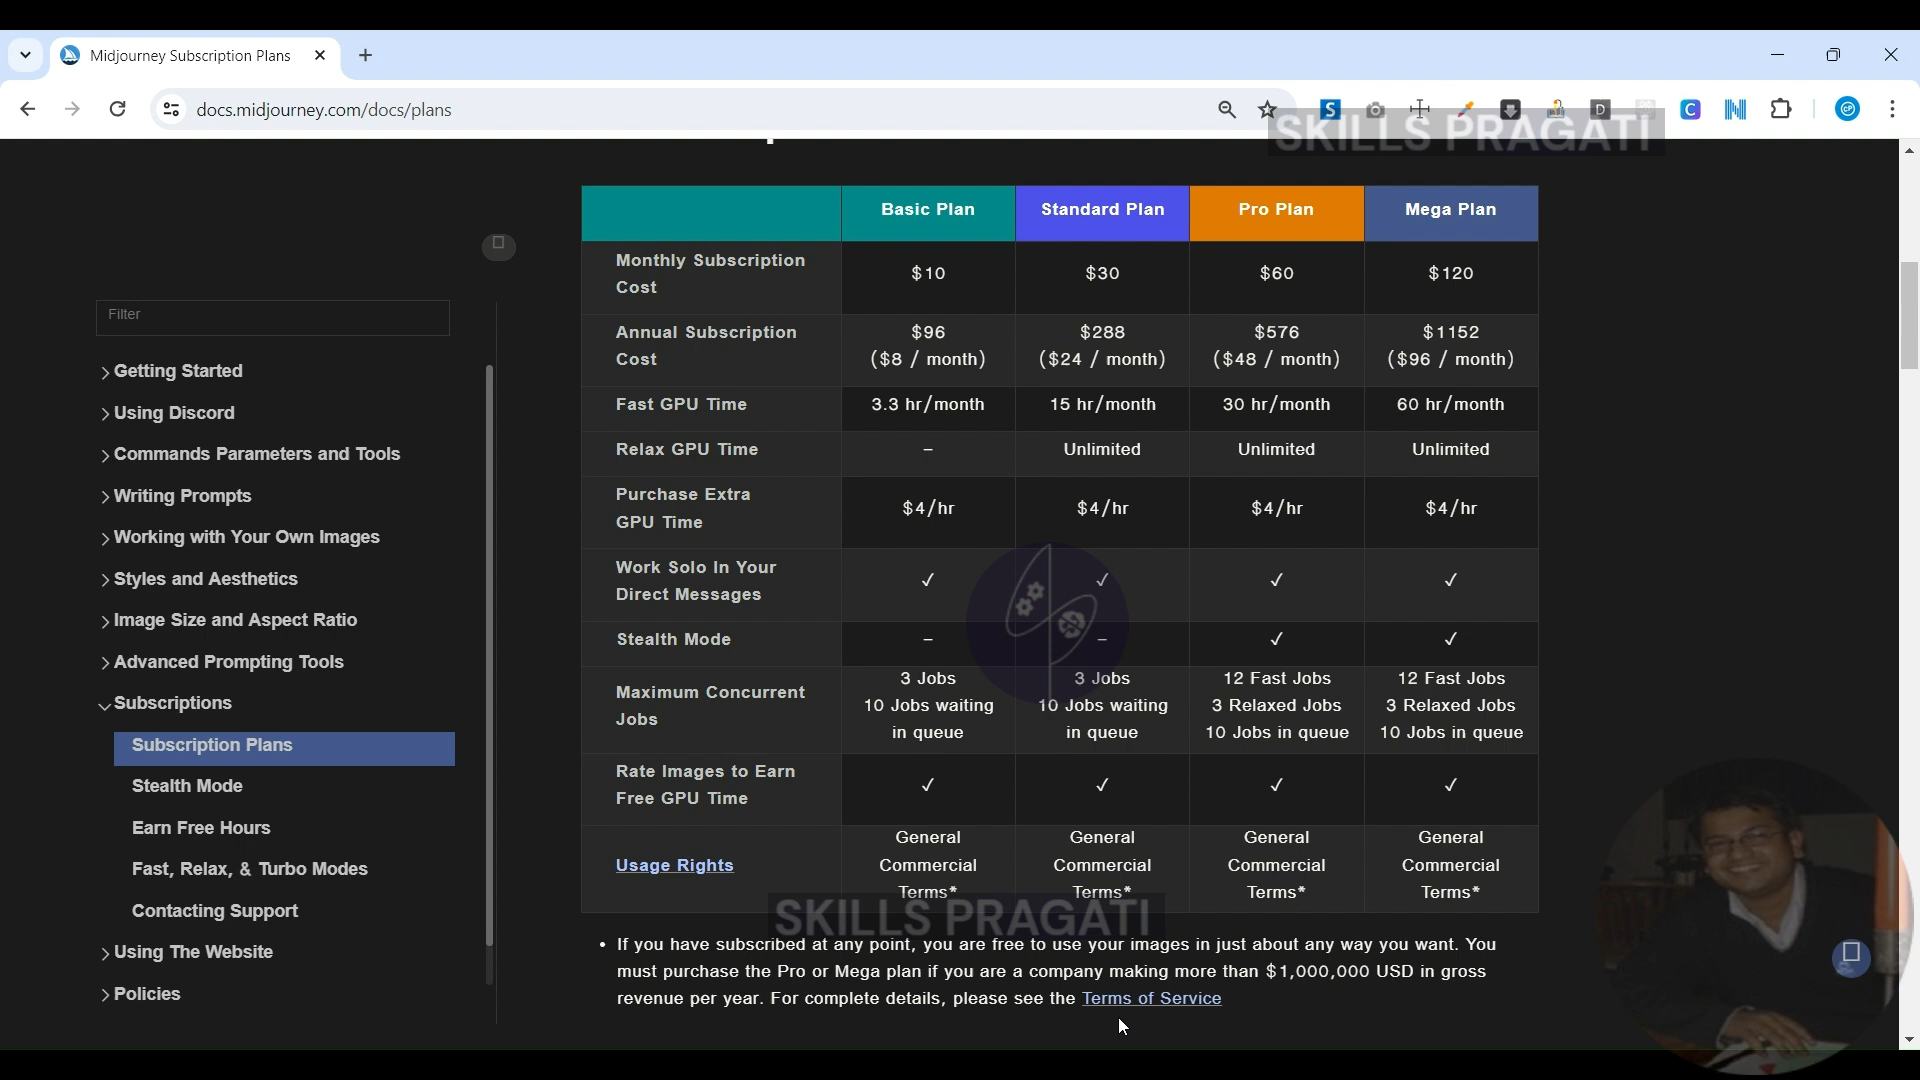 Midjourney Subscription Plans
docs.midjourney.com/docs/plans
SKILLS PRAGATI
Filter
Getting Started
Using Discord
Commands Parameters and Tools
Writing Prompts
Working with Your Own Images
Styles and Aesthetics
Image Size and Aspect Ratio
Advanced Prompting Tools
Subscriptions
Subscription Plans
Stealth Mode
Earn Free Hours
Fast, Relax, & Turbo Modes
Contacting Support
Using The Website
Policies
Basic Plan Standard Plan Pro Plan Mega Plan
Monthly Subscription
Cost
$10 $30 $60 $120
Annual Subscription
Cost
$96 $288 $576 $1152
($8 / month) ($24 / month) ($48 / month) ($96 / month)
Fast GPU Time 3.3 hr/month 15 hr/month 30 hr/month 60 hr/month
Relax GPU Time – Unlimited Unlimited Unlimited
Purchase Extra
GPU Time
$4/hr $4/hr $4/hr $4/hr
Work Solo In Your
Direct Messages
✓ ✓ ✓ ✓
Stealth Mode – – ✓ ✓
Maximum Concurrent
Jobs
3 Jobs 3 Jobs 12 Fast Jobs 12 Fast Jobs
10 Jobs waiting 10 Jobs waiting 3 Relaxed Jobs 3 Relaxed Jobs
in queue in queue 10 Jobs in queue 10 Jobs in queue
Rate Images to Earn
Free GPU Time
✓ ✓ ✓ ✓
Usage Rights
General General General General
Commercial Commercial Commercial Commercial
Terms* Terms* Terms* Terms*
SKILLS PRAGATI
• If you have subscribed at any point, you are free to use your images in just about any way you want. You
must purchase the Pro or Mega plan if you are a company making more than $1,000,000 USD in gross
revenue per year. For complete details, please see the Terms of Service